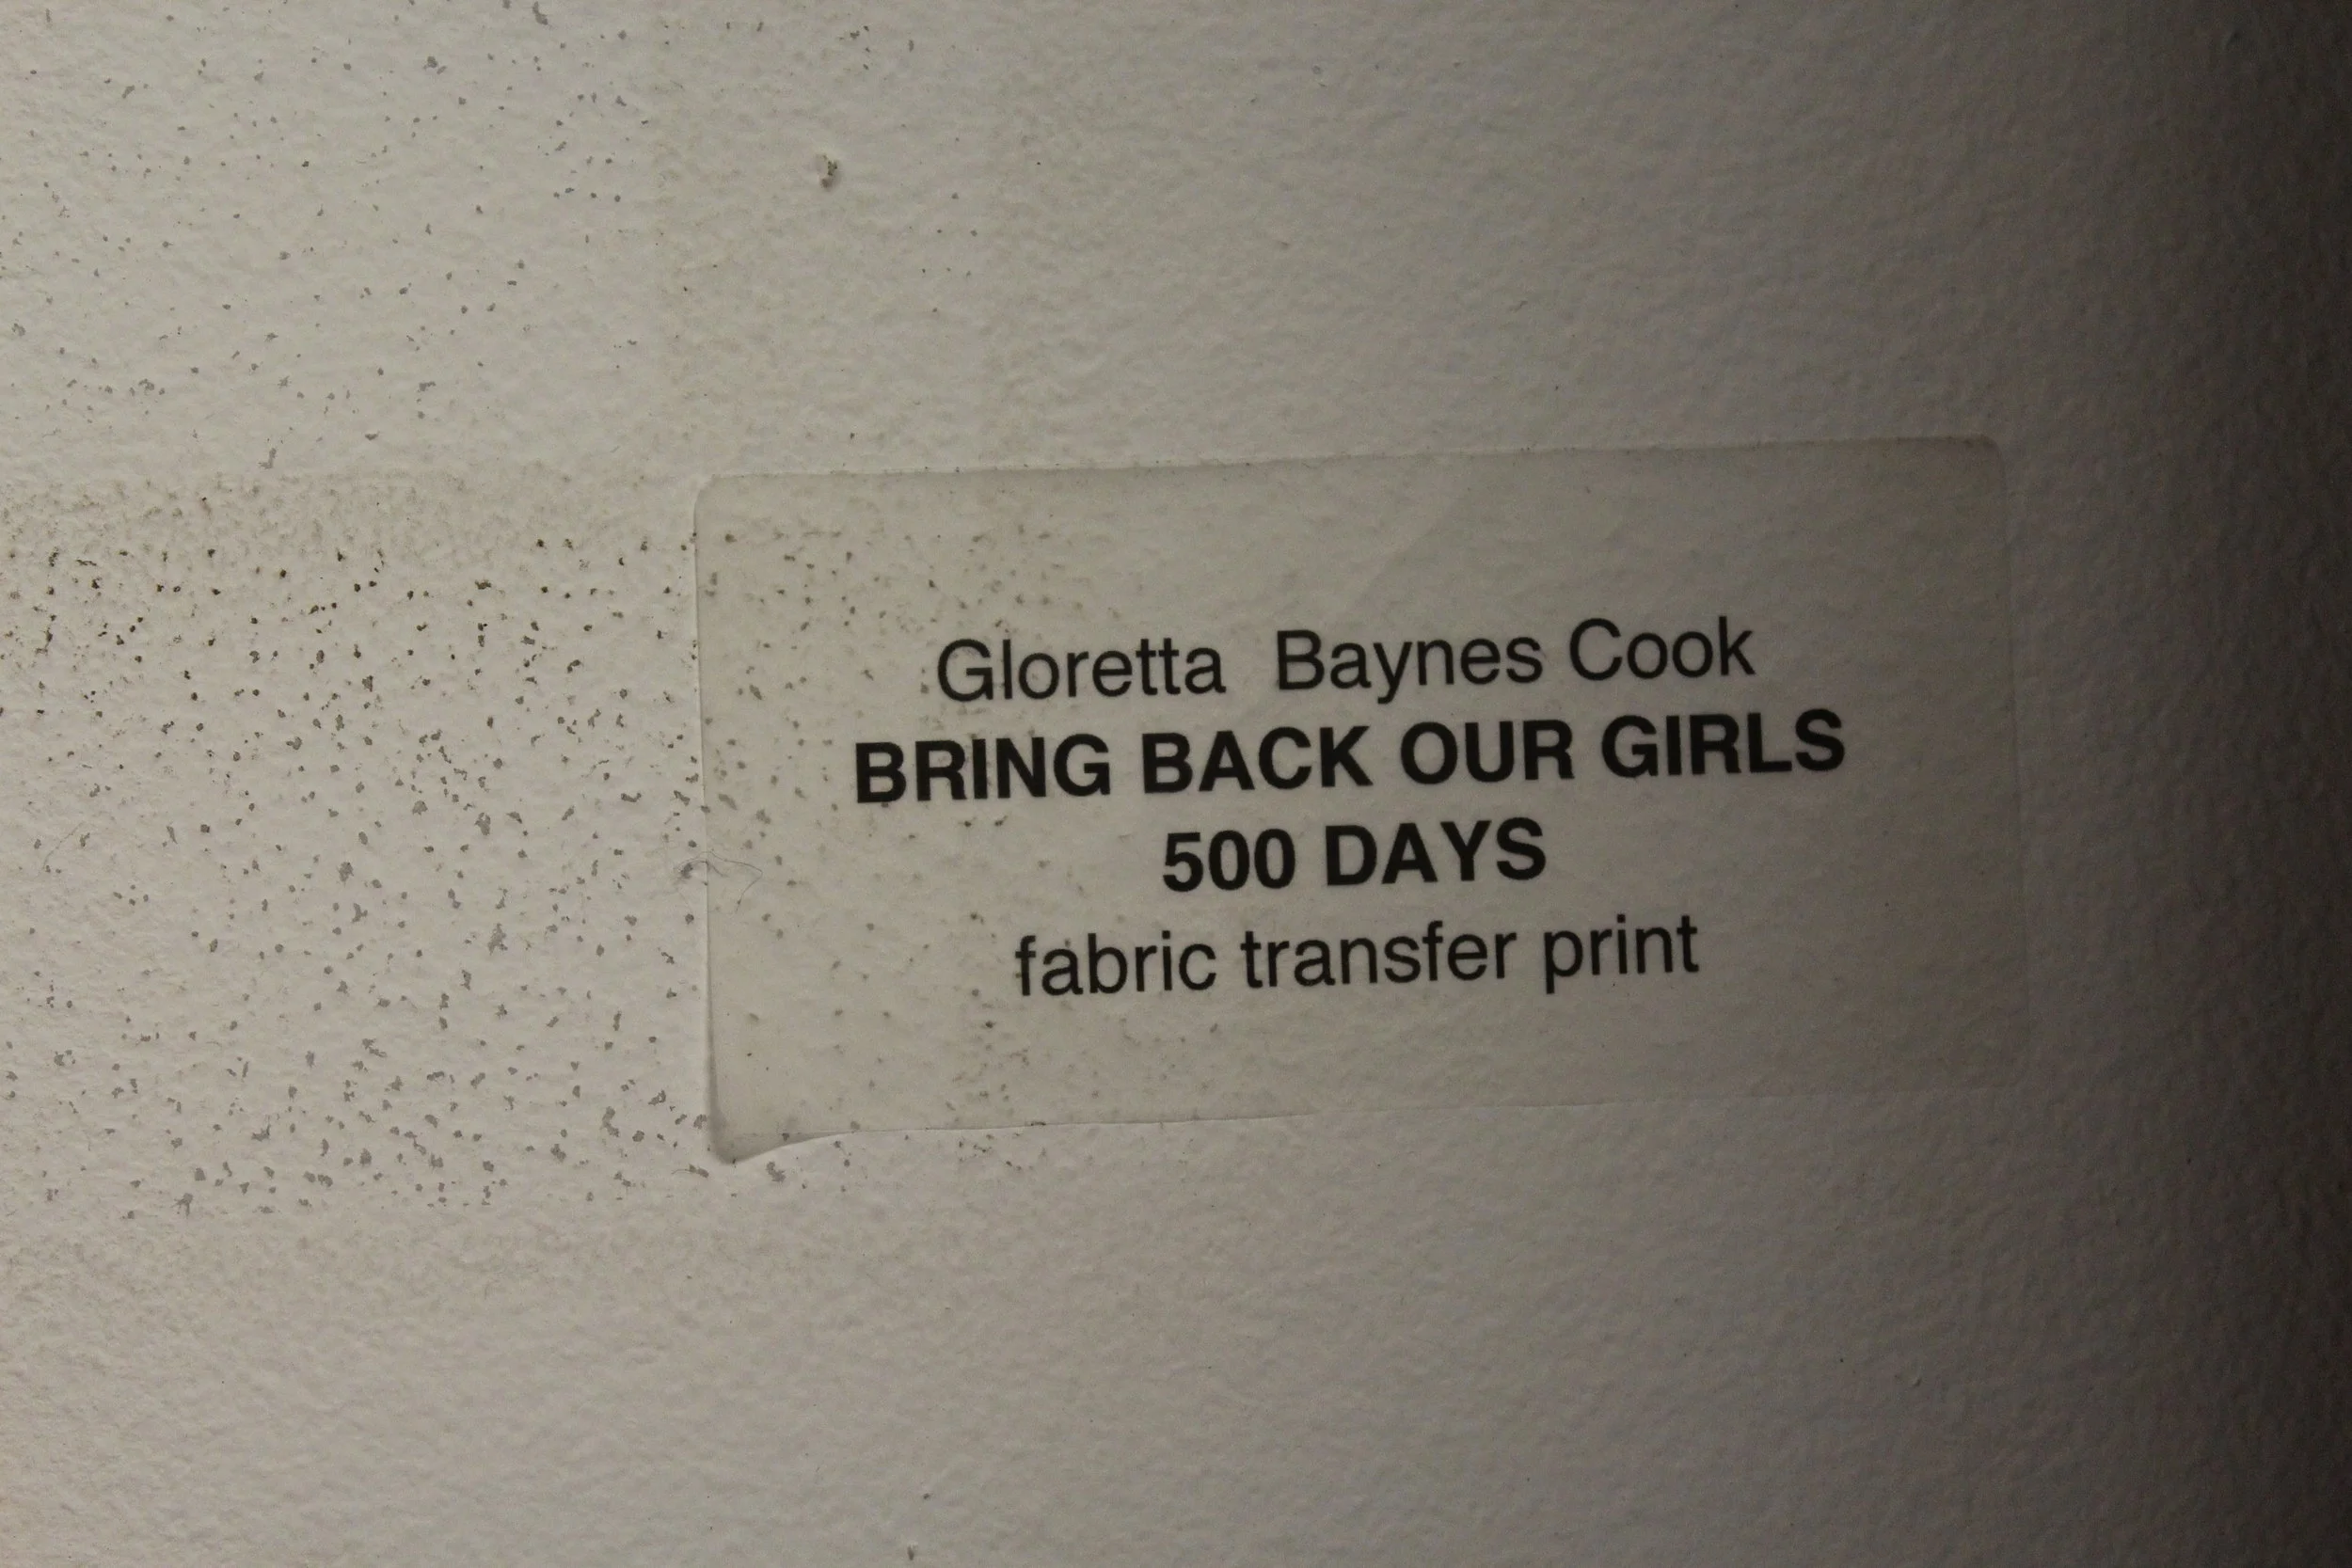 Gloretta Baynes Cook
BRING BACK OUR GIRLS
500 DAYS
fabric transfer print